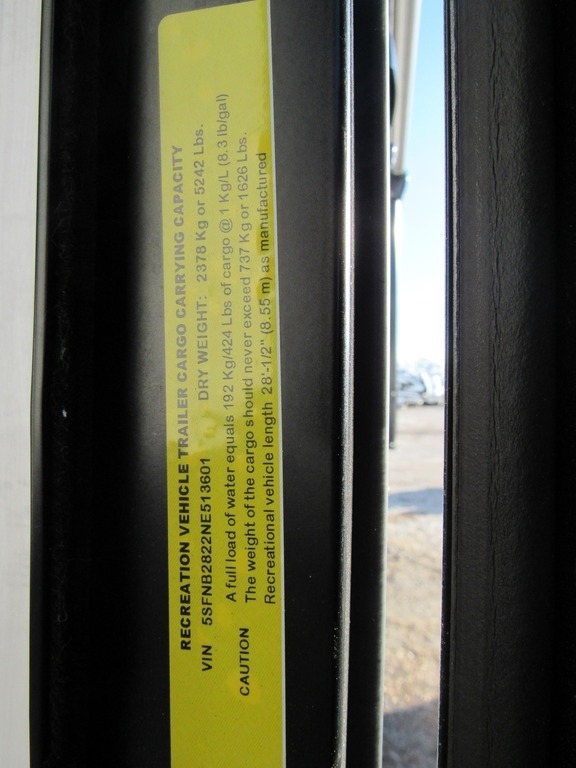 RECREATION VEHICLE TRAILER CARGO CARRYING CAPACITY
VIN 5SFNB2822NE513601 DRY WEIGHT: 2378 Kg or 5242 Lbs.
A full load of water equals 192 Kg/424 Lbs of cargo @ 1 Kg/L (8.3 lb/gal)
CAUTION The weight of the cargo should never exceed 737 Kg or 1626 Lbs.
Recreational vehicle length 28'-1/2" (8.55 m) as manufactured